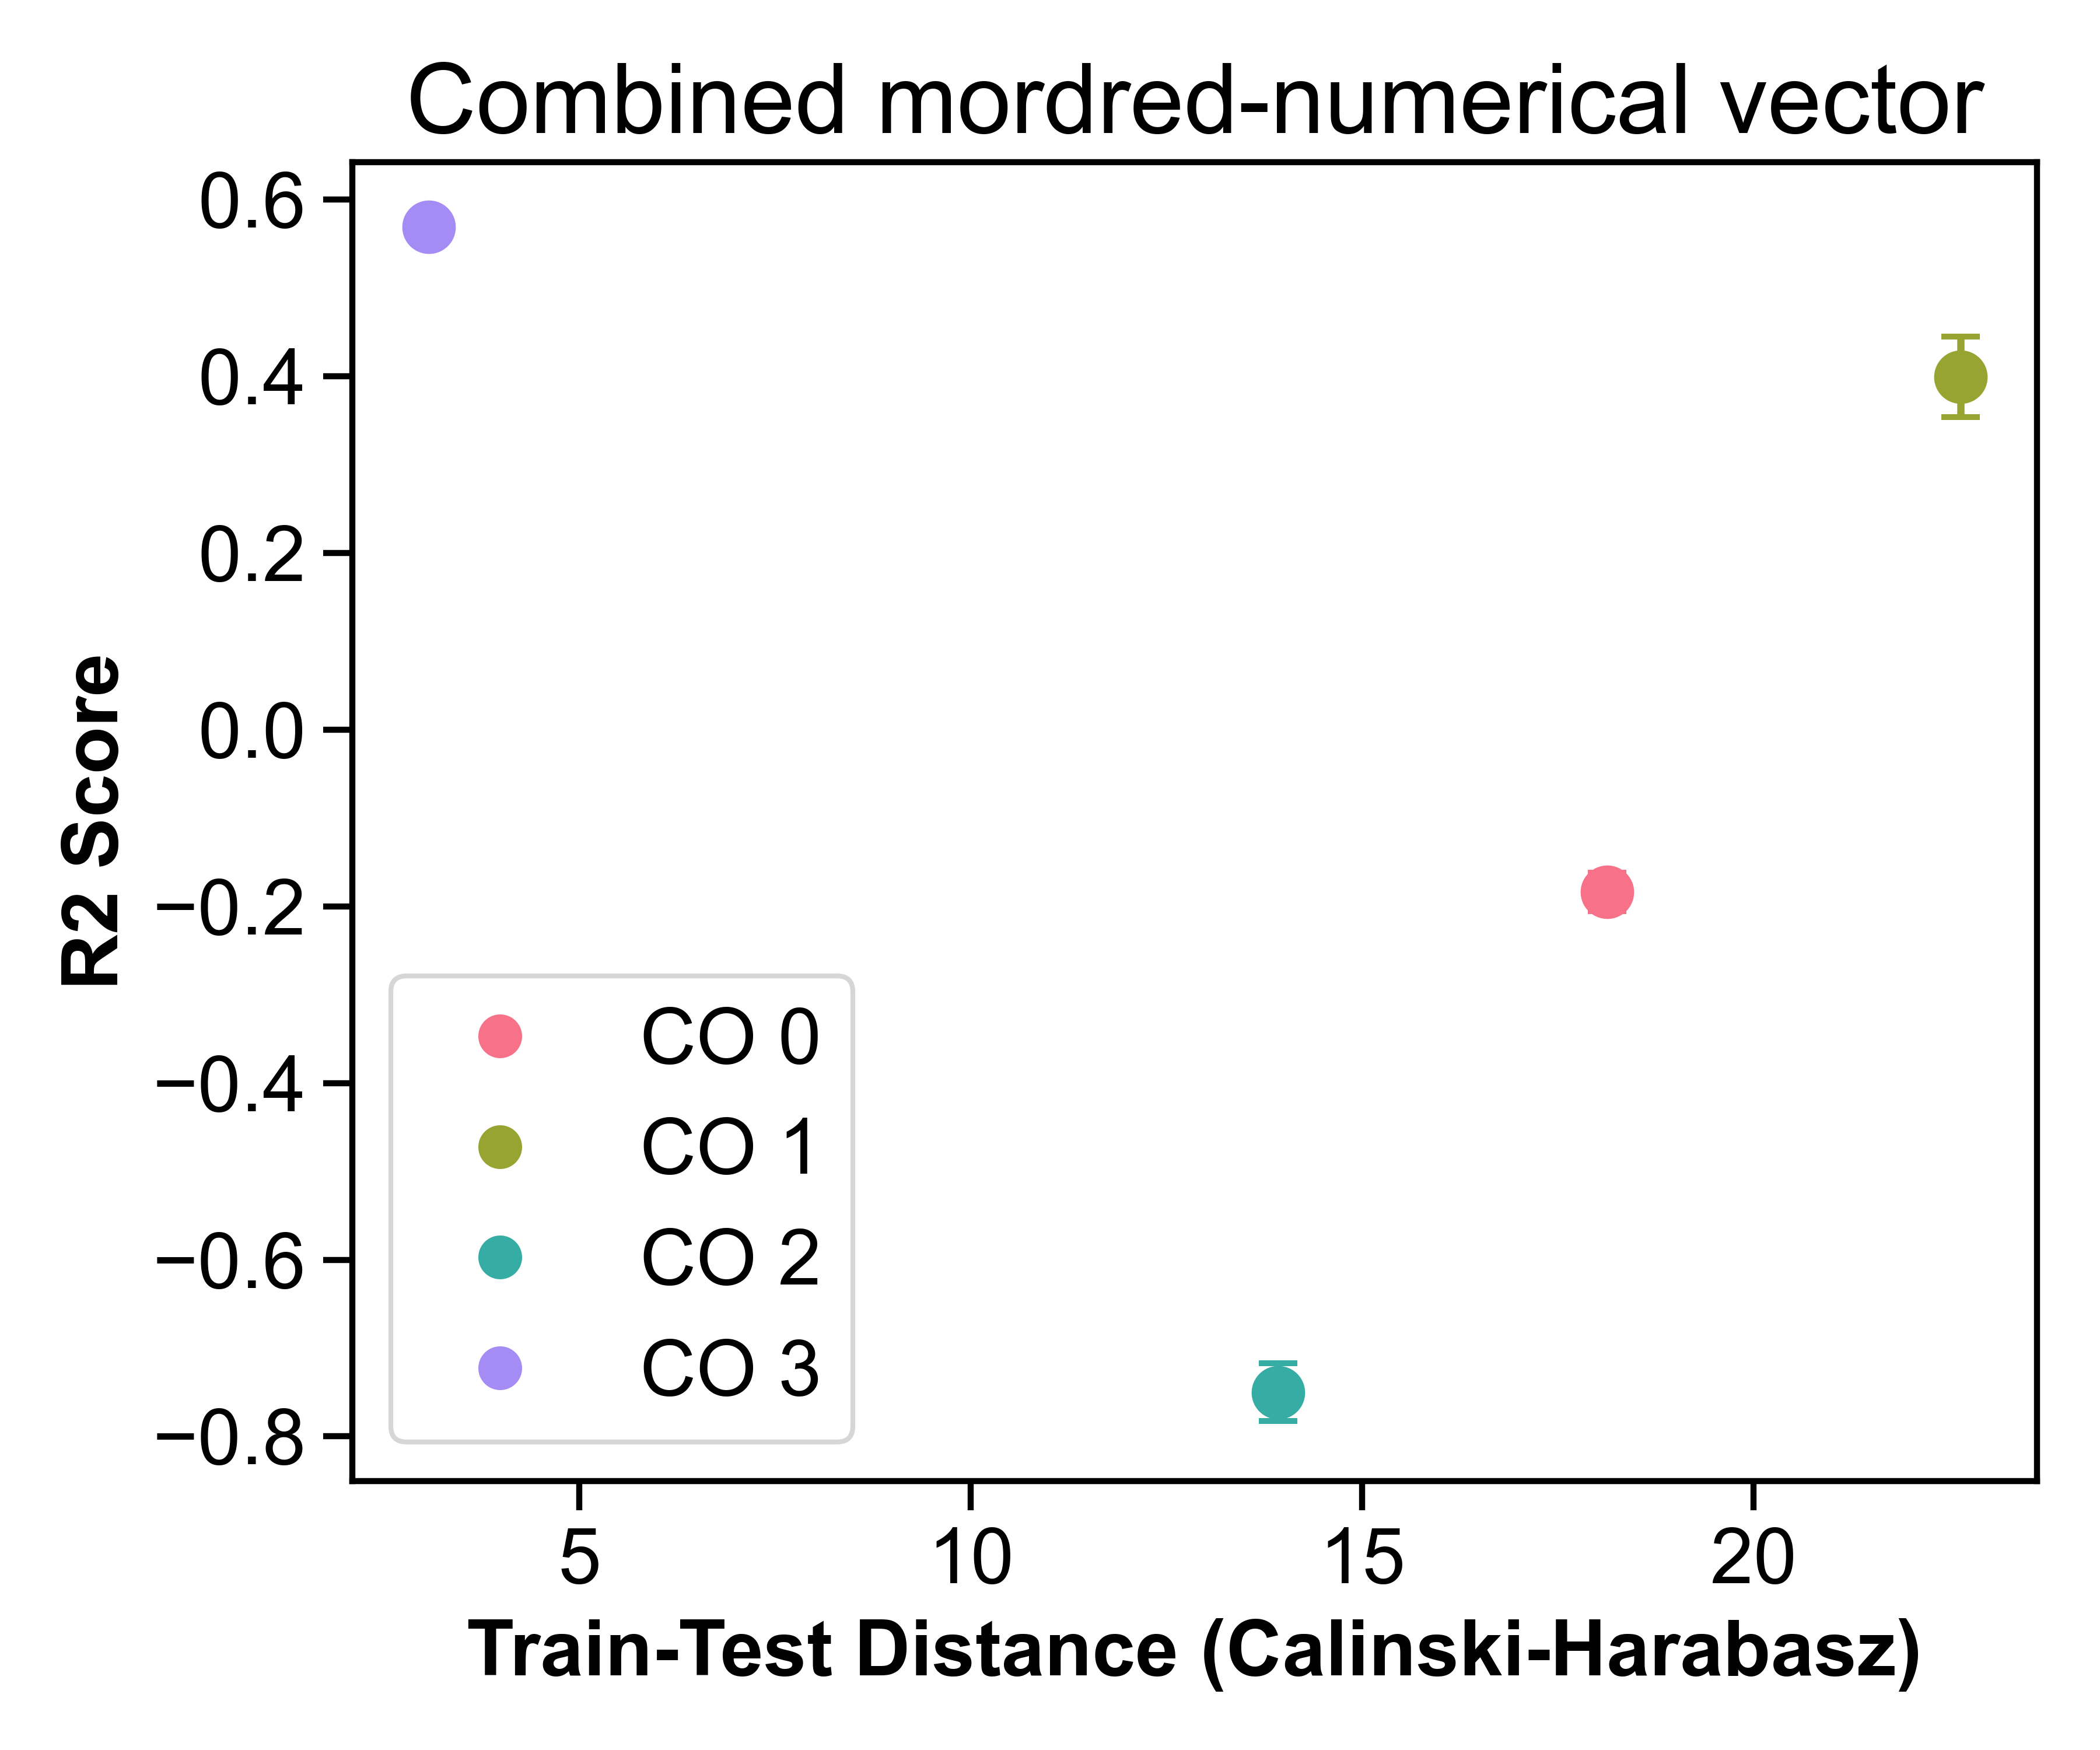 Combined mordred-numerical vector
0.6
0.4
0.2
0.0
−0.2
−0.4
−0.6
−0.8
R2 Score
CO 0
CO 1
CO 2
CO 3
5 10 15 20
Train-Test Distance (Calinski-Harabasz)